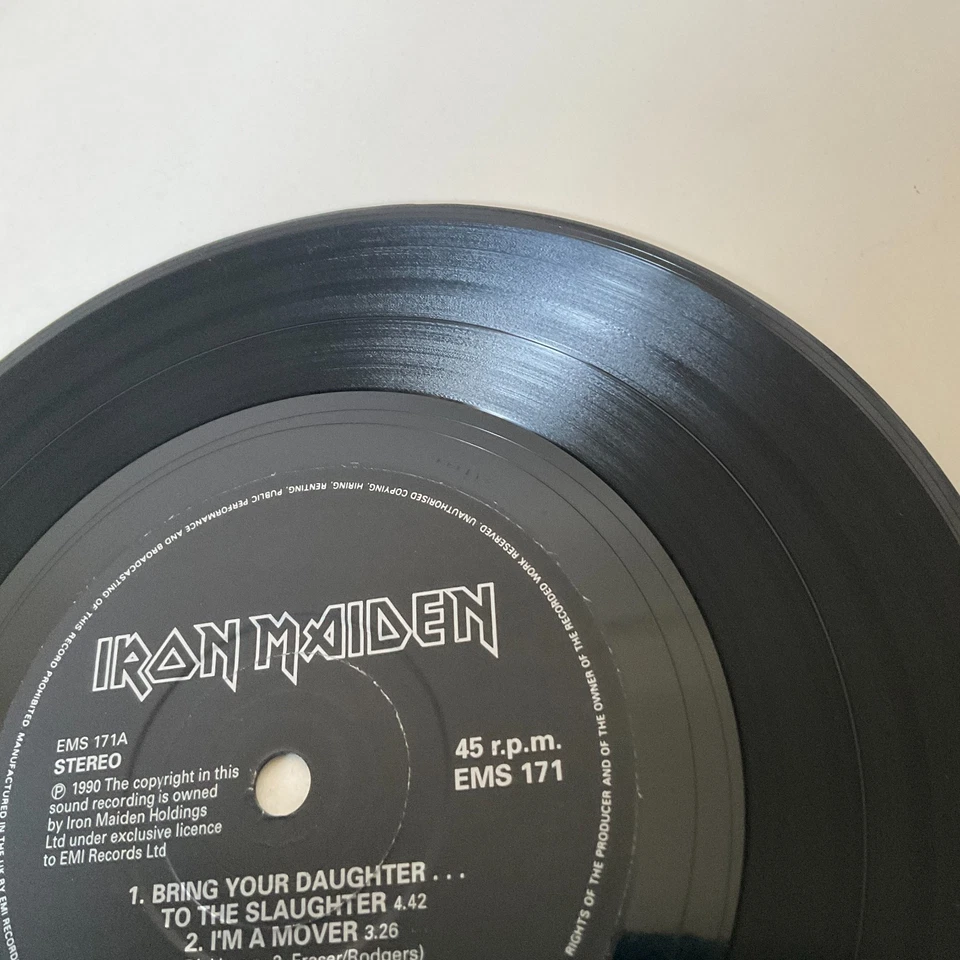 IRON MAIDEN
EMS 171A
STEREO
℗ 1990 The copyright in this
sound recording is owned
by Iron Maiden Holdings
Ltd under exclusive licence
to EMI Records Ltd
45 r.p.m.
EMS 171
1. BRING YOUR DAUGHTER . . .
TO THE SLAUGHTER 4.42
2. I'M A MOVER 3.26
2. Fraser/Rodgers)
MANUFACTURED IN THE UK BY EMI RECORD
RIGHTS OF THE PRODUCER AND OF THE OWNER OF THE RECORDED WORK RESERVED. UNAUTHORISED COPYING, HIRING, RENTING, PUBLIC PERFORMANCE AND BROADCASTING OF THIS RECORD PROHIBITED